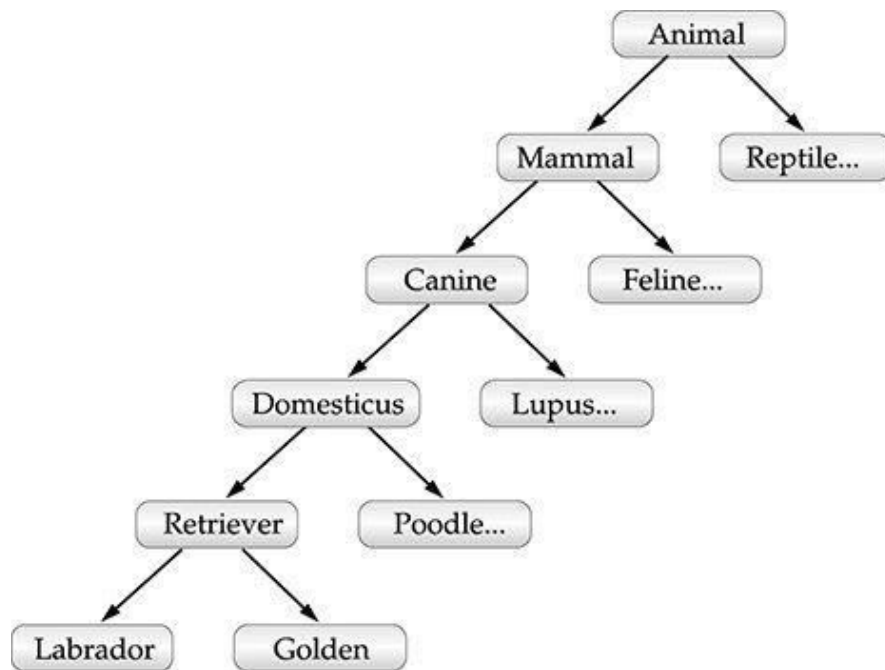 Animal
Mammal
Reptile...
Canine
Feline...
Domesticus
Lupus...
Retriever
Poodle...
Labrador
Golden